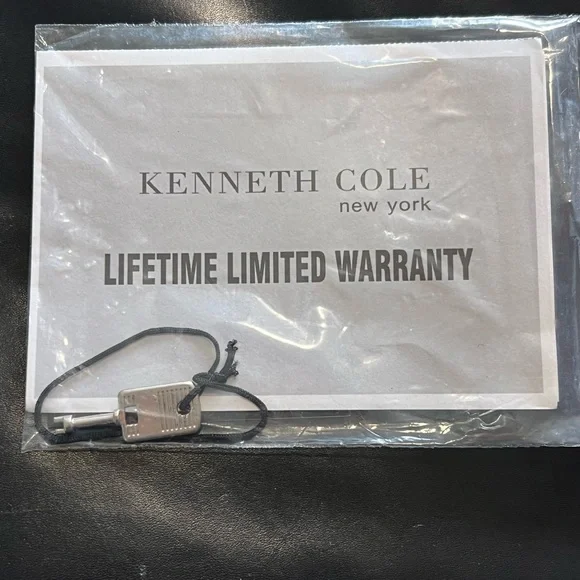 KENNETH COLE
new york
LIFETIME LIMITED WARRANTY